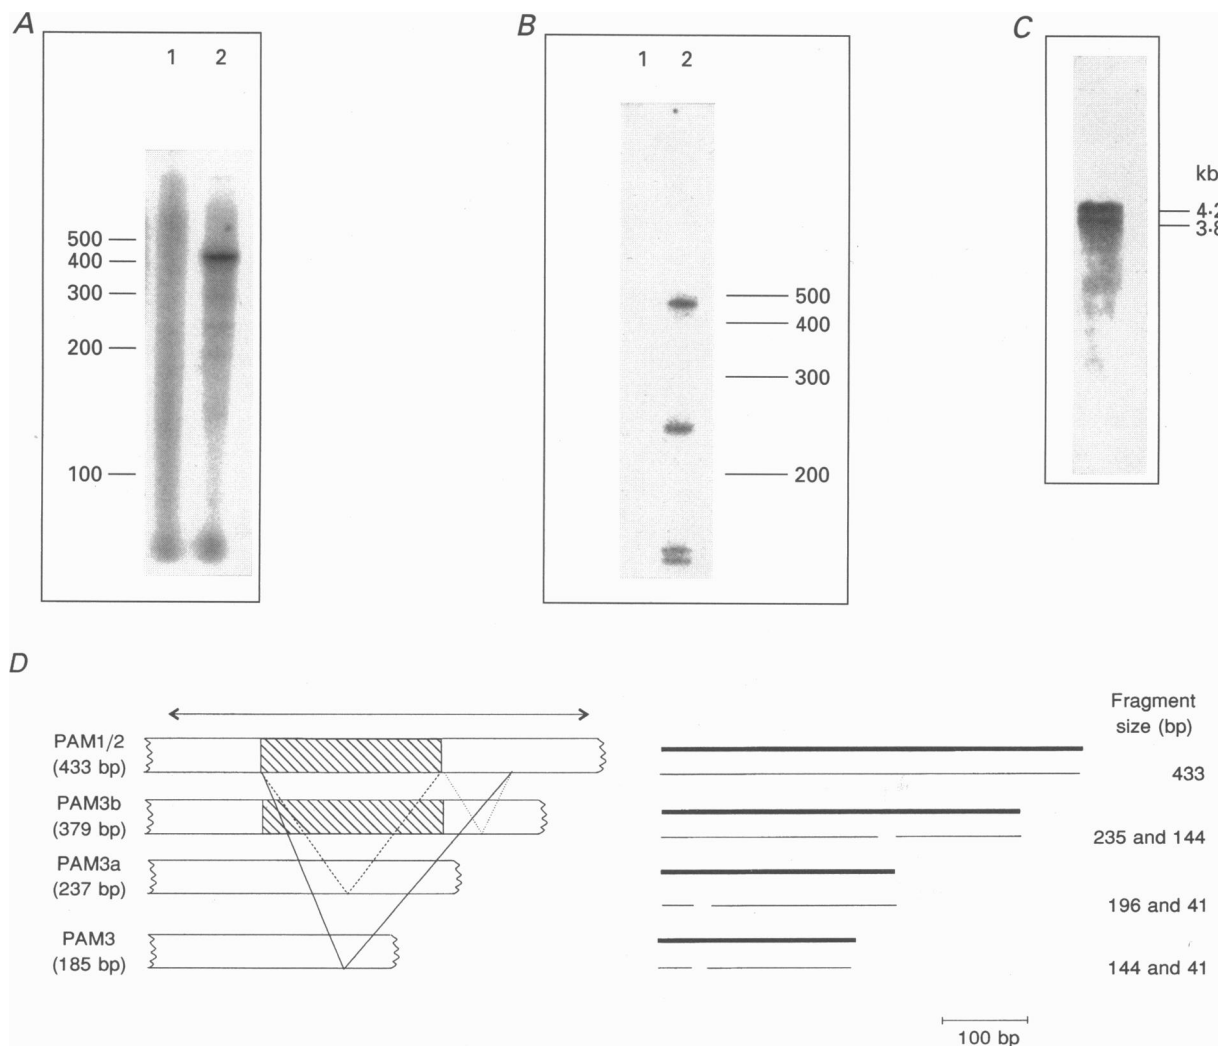 A
1 2
500
400
300
200
100
B
1 2
500
400
300
200
C
kb
3·8
D
PAM1/2
(433 bp)
PAM3b
(379 bp)
PAM3a
(237 bp)
PAM3
(185 bp)
Fragment
size (bp)
433
235 and 144
196 and 41
144 and 41
100 bp